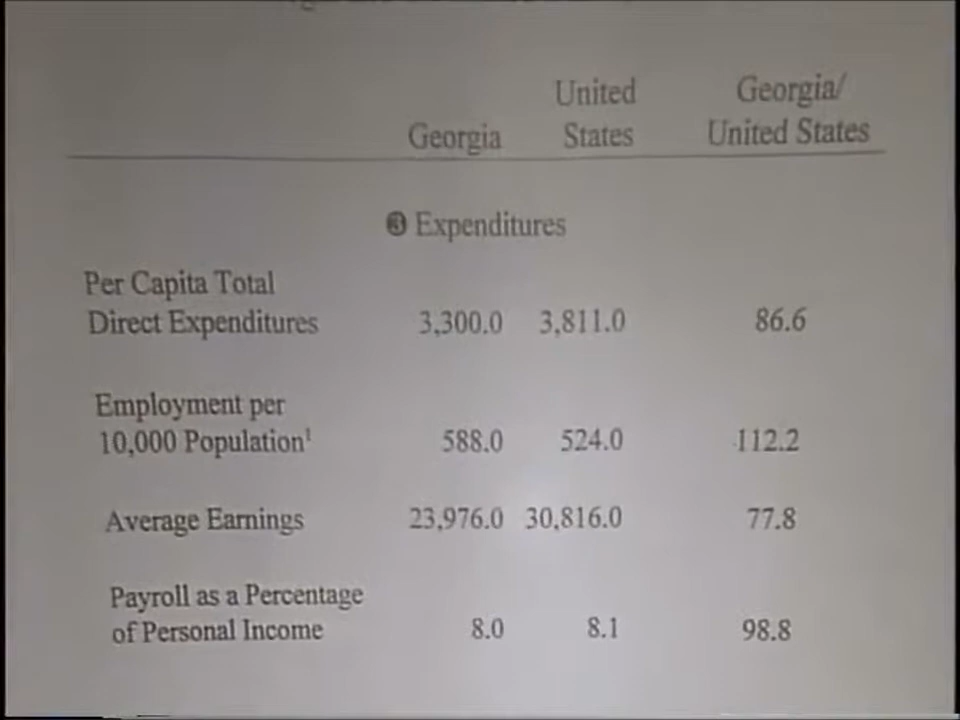 United Georgia/
Georgia States United States
❸ Expenditures
Per Capita Total
Direct Expenditures 3,300.0 3,811.0 86.6
Employment per
10,000 Population¹ 588.0 524.0 112.2
Average Earnings 23,976.0 30,816.0 77.8
Payroll as a Percentage
of Personal Income 8.0 8.1 98.8